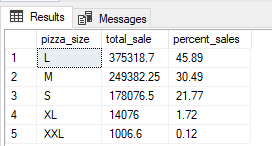 Results Messages
pizza_size total_sale percent_sales
1 L 375318.7 45.89
2 M 249382.25 30.49
3 S 178076.5 21.77
4 XL 14076 1.72
5 XXL 1006.6 0.12